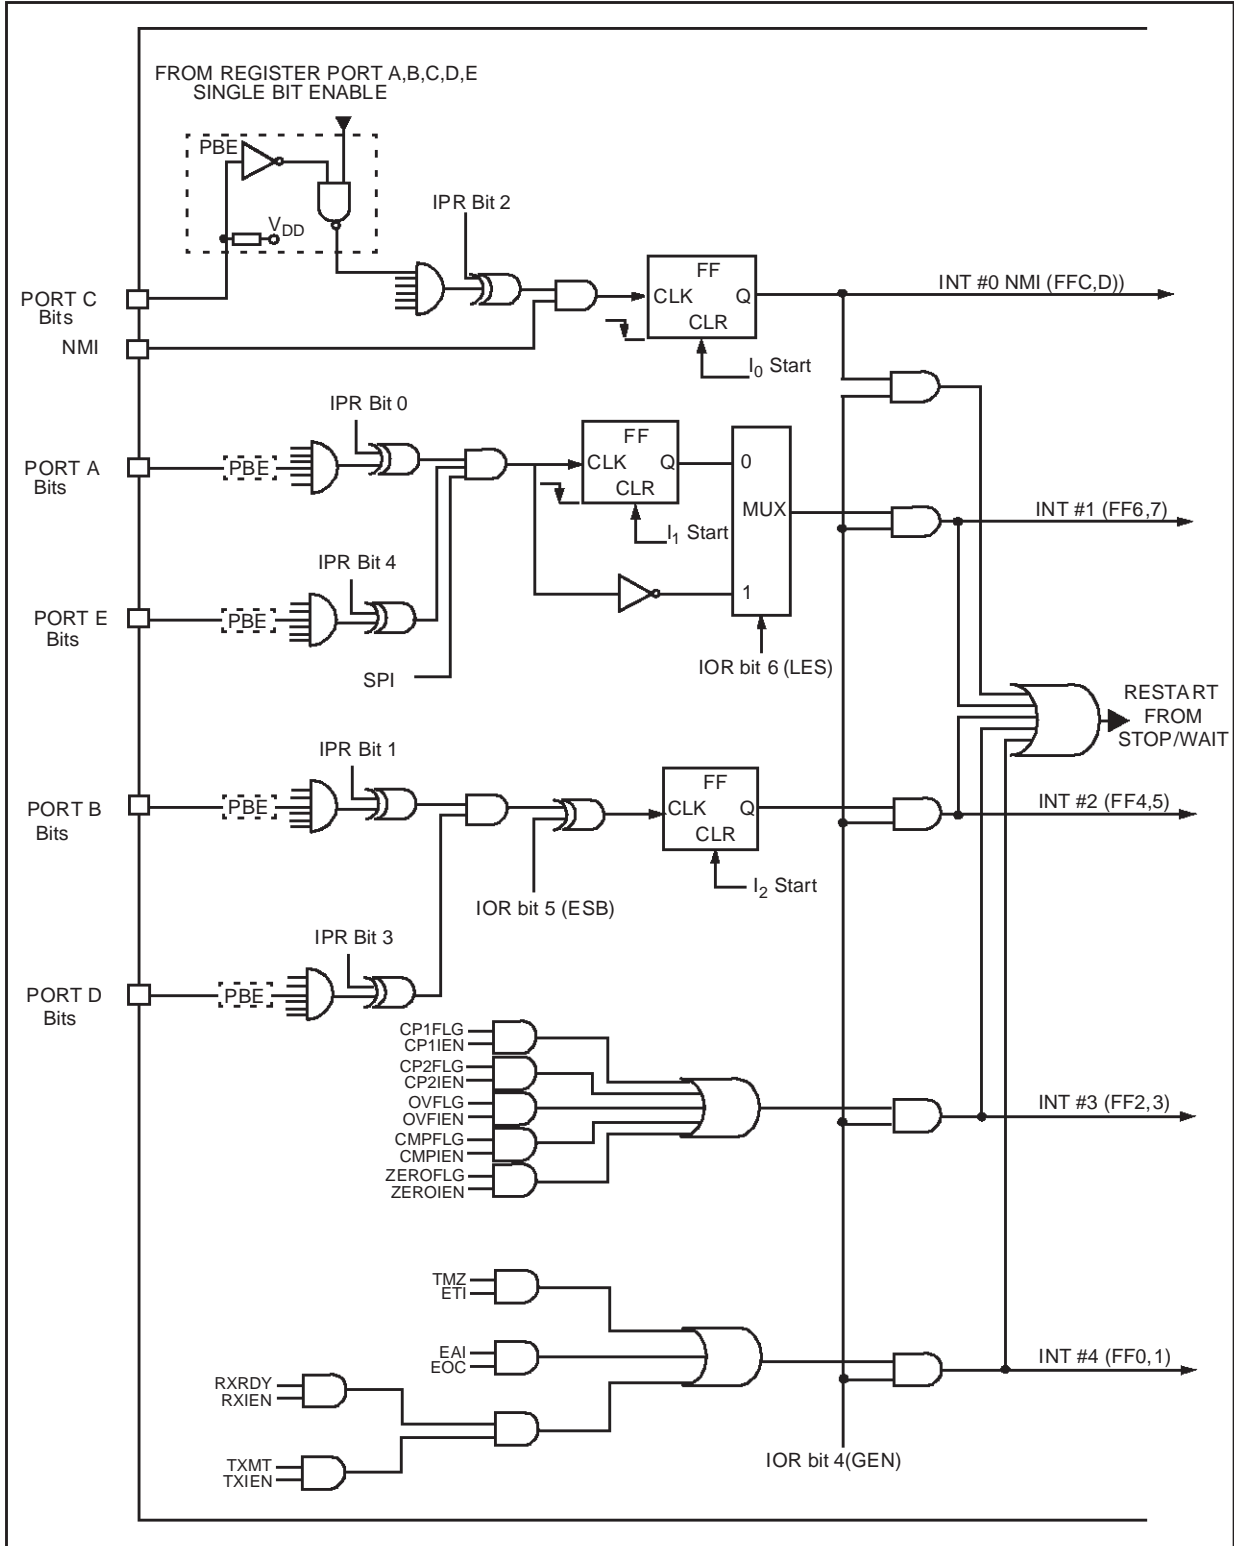 FROM REGISTER PORT A,B,C,D,E
SINGLE BIT ENABLE
PBE
VDD
IPR Bit 2
PORT C
Bits
NMI
FF
CLK
Q
CLR
I0 Start
INT #0 NMI (FFC,D))
IPR Bit 0
PORT A
Bits
PBE
FF
CLK
Q
CLR
I1 Start
0
MUX
1
INT #1 (FF6,7)
IPR Bit 4
PORT E
Bits
PBE
SPI
IOR bit 6 (LES)
RESTART
FROM
STOP/WAIT
IPR Bit 1
PORT B
Bits
PBE
FF
CLK
Q
CLR
I2 Start
INT #2 (FF4,5)
IOR bit 5 (ESB)
IPR Bit 3
PORT D
Bits
PBE
CP1FLG
CP1IEN
CP2FLG
CP2IEN
OVFLG
OVFIEN
CMPFLG
CMPIEN
ZEROFLG
ZEROIEN
INT #3 (FF2,3)
TMZ
ETI
EAI
EOC
RXRDY
RXIEN
TXMT
TXIEN
INT #4 (FF0,1)
IOR bit 4(GEN)